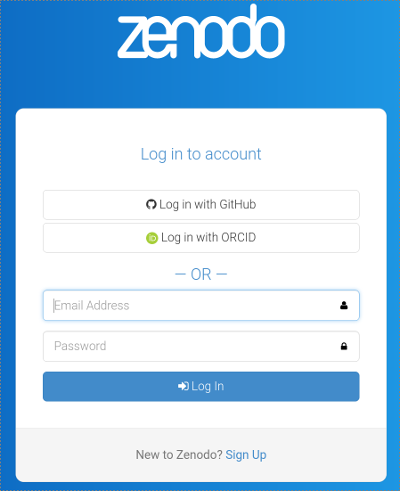 zenodo
Log in to account
Log in with GitHub
iD Log in with ORCID
— OR —
Email Address
Password
Log In
New to Zenodo? Sign Up